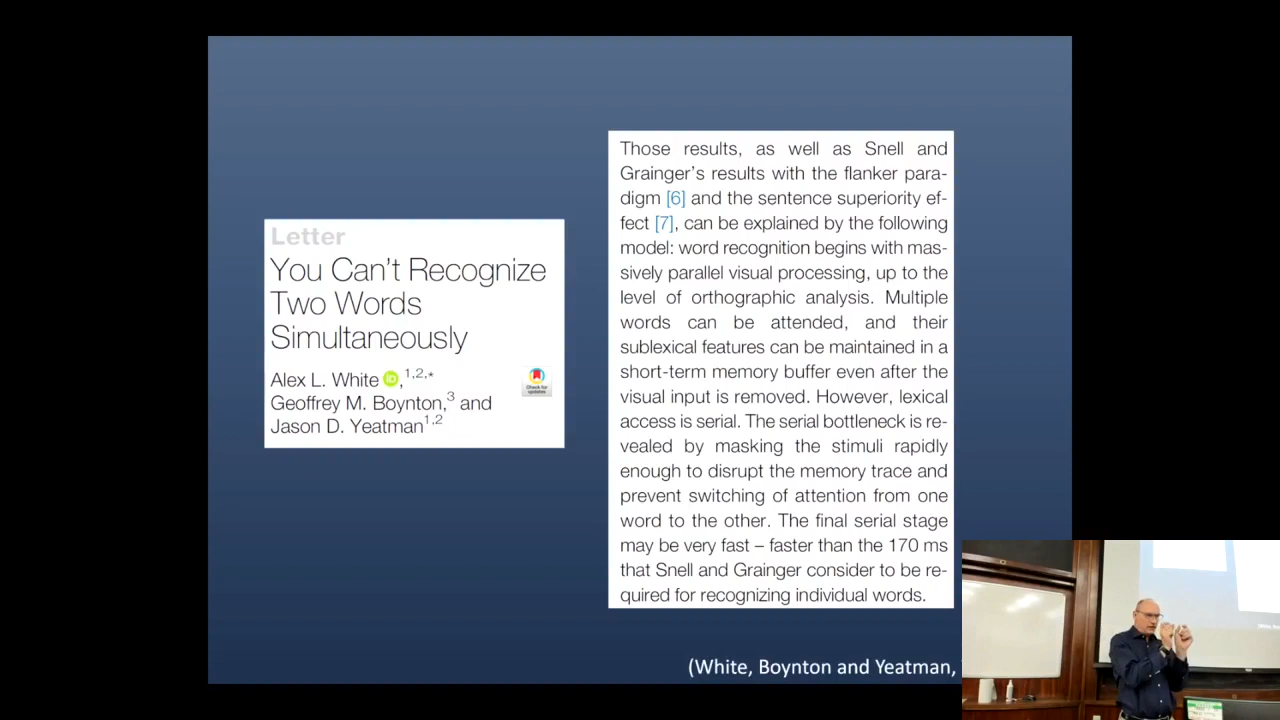 Letter
You Can't Recognize
Two Words
Simultaneously
Alex L. White iD,1,2,*
Geoffrey M. Boynton,3 and
Jason D. Yeatman1,2
Check for
updates
Those results, as well as Snell and
Grainger's results with the flanker para-
digm [6] and the sentence superiority ef-
fect [7], can be explained by the following
model: word recognition begins with mas-
sively parallel visual processing, up to the
level of orthographic analysis. Multiple
words can be attended, and their
sublexical features can be maintained in a
short-term memory buffer even after the
visual input is removed. However, lexical
access is serial. The serial bottleneck is re-
vealed by masking the stimuli rapidly
enough to disrupt the memory trace and
prevent switching of attention from one
word to the other. The final serial stage
may be very fast – faster than the 170 ms
that Snell and Grainger consider to be re-
quired for recognizing individual words.
(White, Boynton and Yeatman,